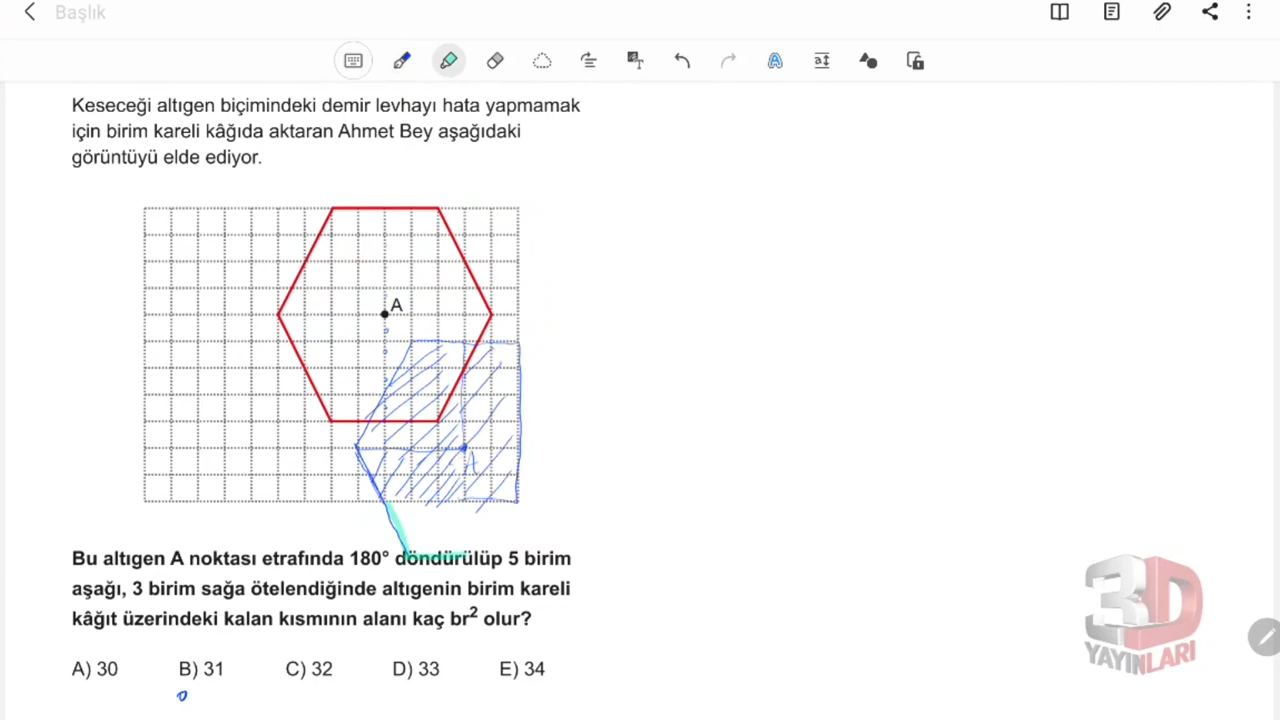 Başlık
Keseceği altıgen biçimindeki demir levhayı hata yapmamak
için birim kareli kâğıda aktaran Ahmet Bey aşağıdaki
görüntüyü elde ediyor.
A
A
Bu altıgen A noktası etrafında 180° döndürülüp 5 birim
aşağı, 3 birim sağa ötelendiğinde altıgenin birim kareli
kâğıt üzerindeki kalan kısmının alanı kaç br² olur?
A) 30 B) 31 C) 32 D) 33 E) 34
3D
YAYINLARI